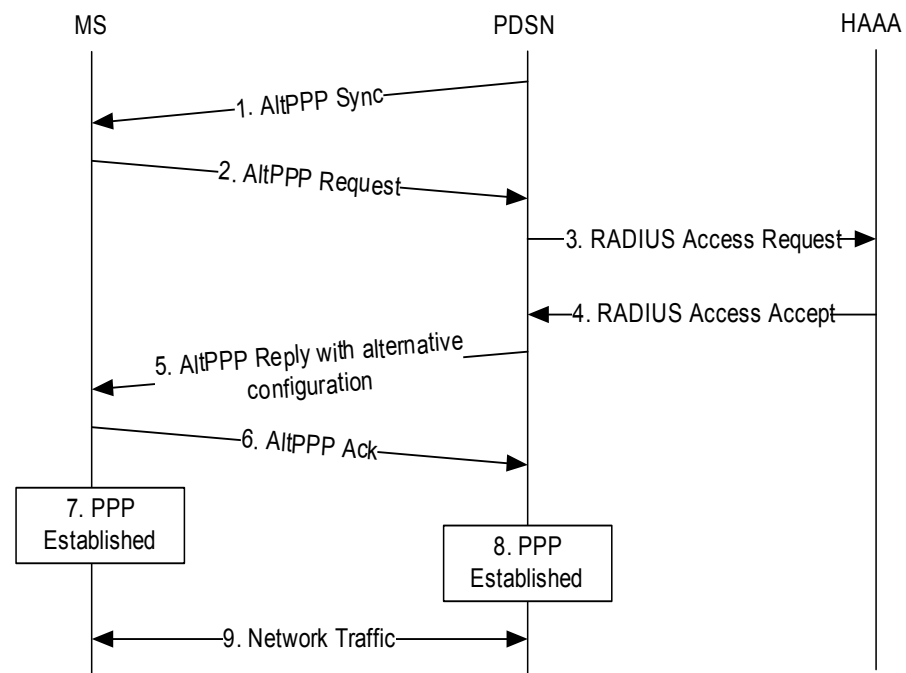 MS PDSN HAAA
1. AltPPP Sync
2. AltPPP Request
3. RADIUS Access Request
4. RADIUS Access Accept
5. AltPPP Reply with alternative
configuration
6. AltPPP Ack
7. PPP
Established
8. PPP
Established
9. Network Traffic